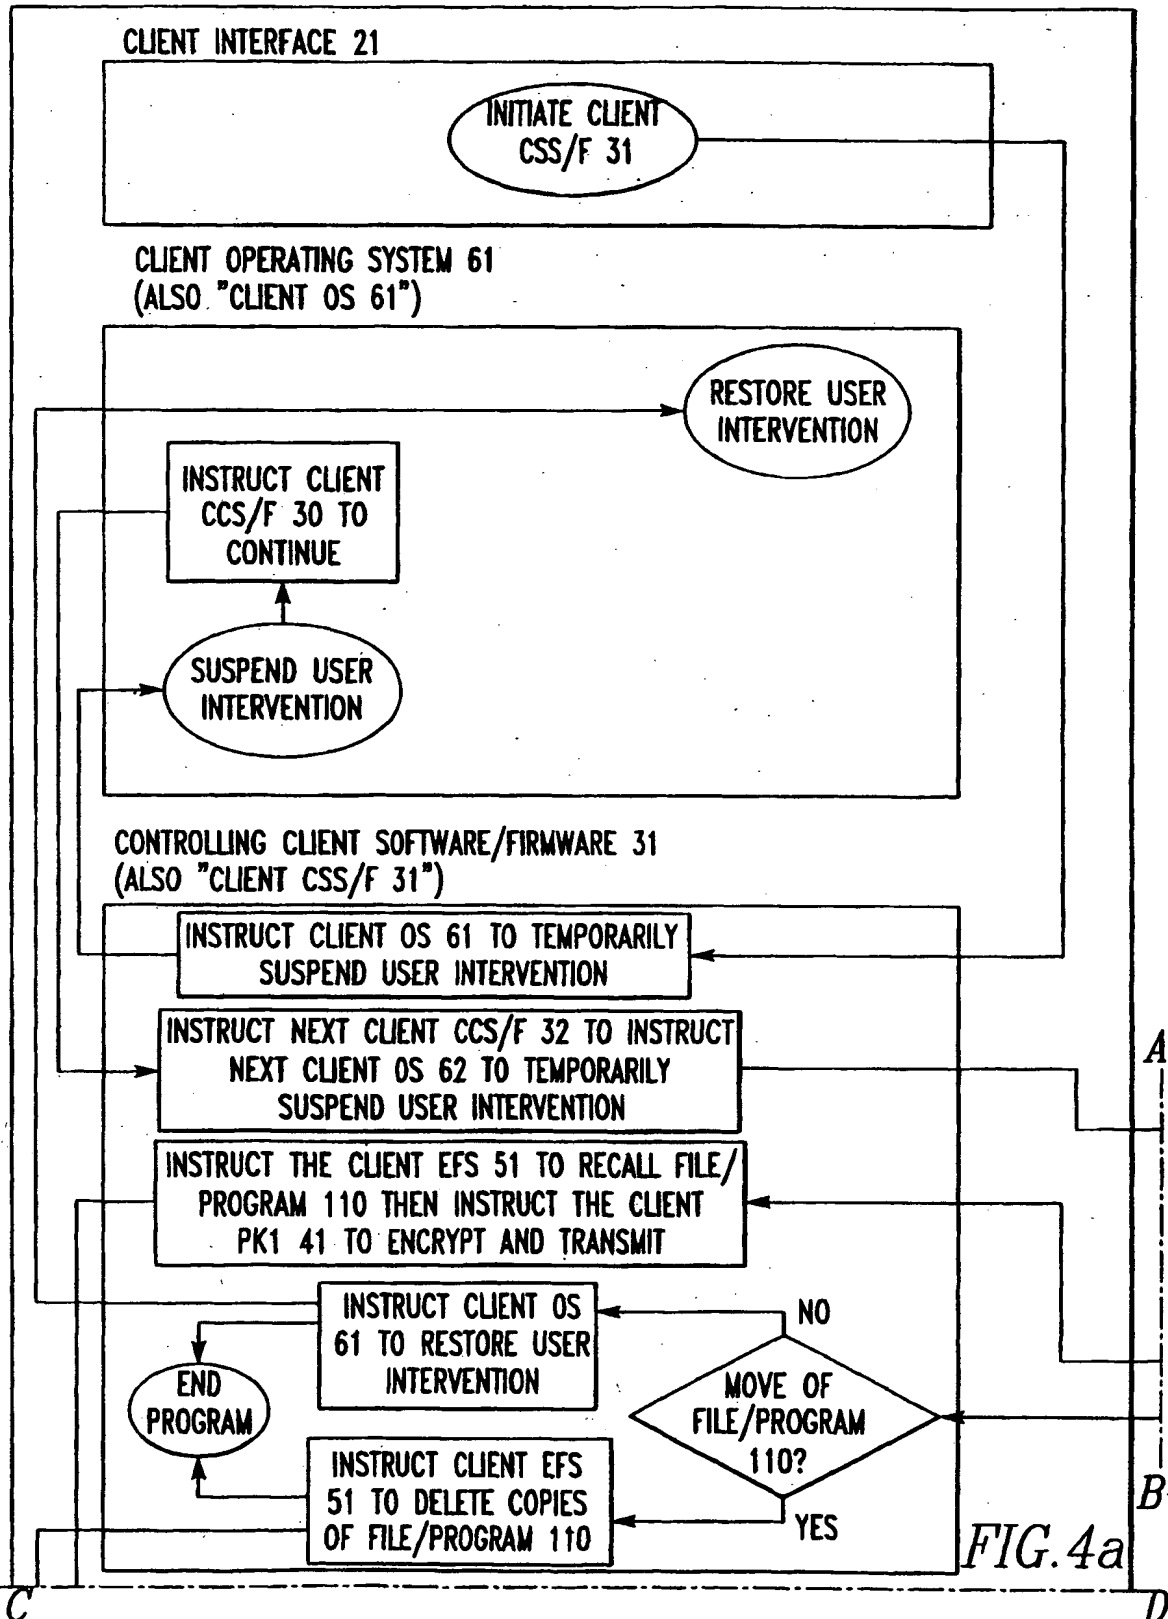 CLIENT INTERFACE 21
INITIATE CLIENT
CSS/F 31
CLIENT OPERATING SYSTEM 61
(ALSO "CLIENT OS 61")
RESTORE USER
INTERVENTION
INSTRUCT CLIENT
CCS/F 30 TO
CONTINUE
SUSPEND USER
INTERVENTION
CONTROLLING CLIENT SOFTWARE/FIRMWARE 31
(ALSO "CLIENT CSS/F 31")
INSTRUCT CLIENT OS 61 TO TEMPORARILY
SUSPEND USER INTERVENTION
INSTRUCT NEXT CLIENT CCS/F 32 TO INSTRUCT
NEXT CLIENT OS 62 TO TEMPORARILY
SUSPEND USER INTERVENTION
A
INSTRUCT THE CLIENT EFS 51 TO RECALL FILE/
PROGRAM 110 THEN INSTRUCT THE CLIENT
PK1 41 TO ENCRYPT AND TRANSMIT
INSTRUCT CLIENT OS
61 TO RESTORE USER
INTERVENTION
NO
END
PROGRAM
MOVE OF
FILE/PROGRAM
110?
INSTRUCT CLIENT EFS
51 TO DELETE COPIES
OF FILE/PROGRAM 110
YES
B
FIG.4a
C
D